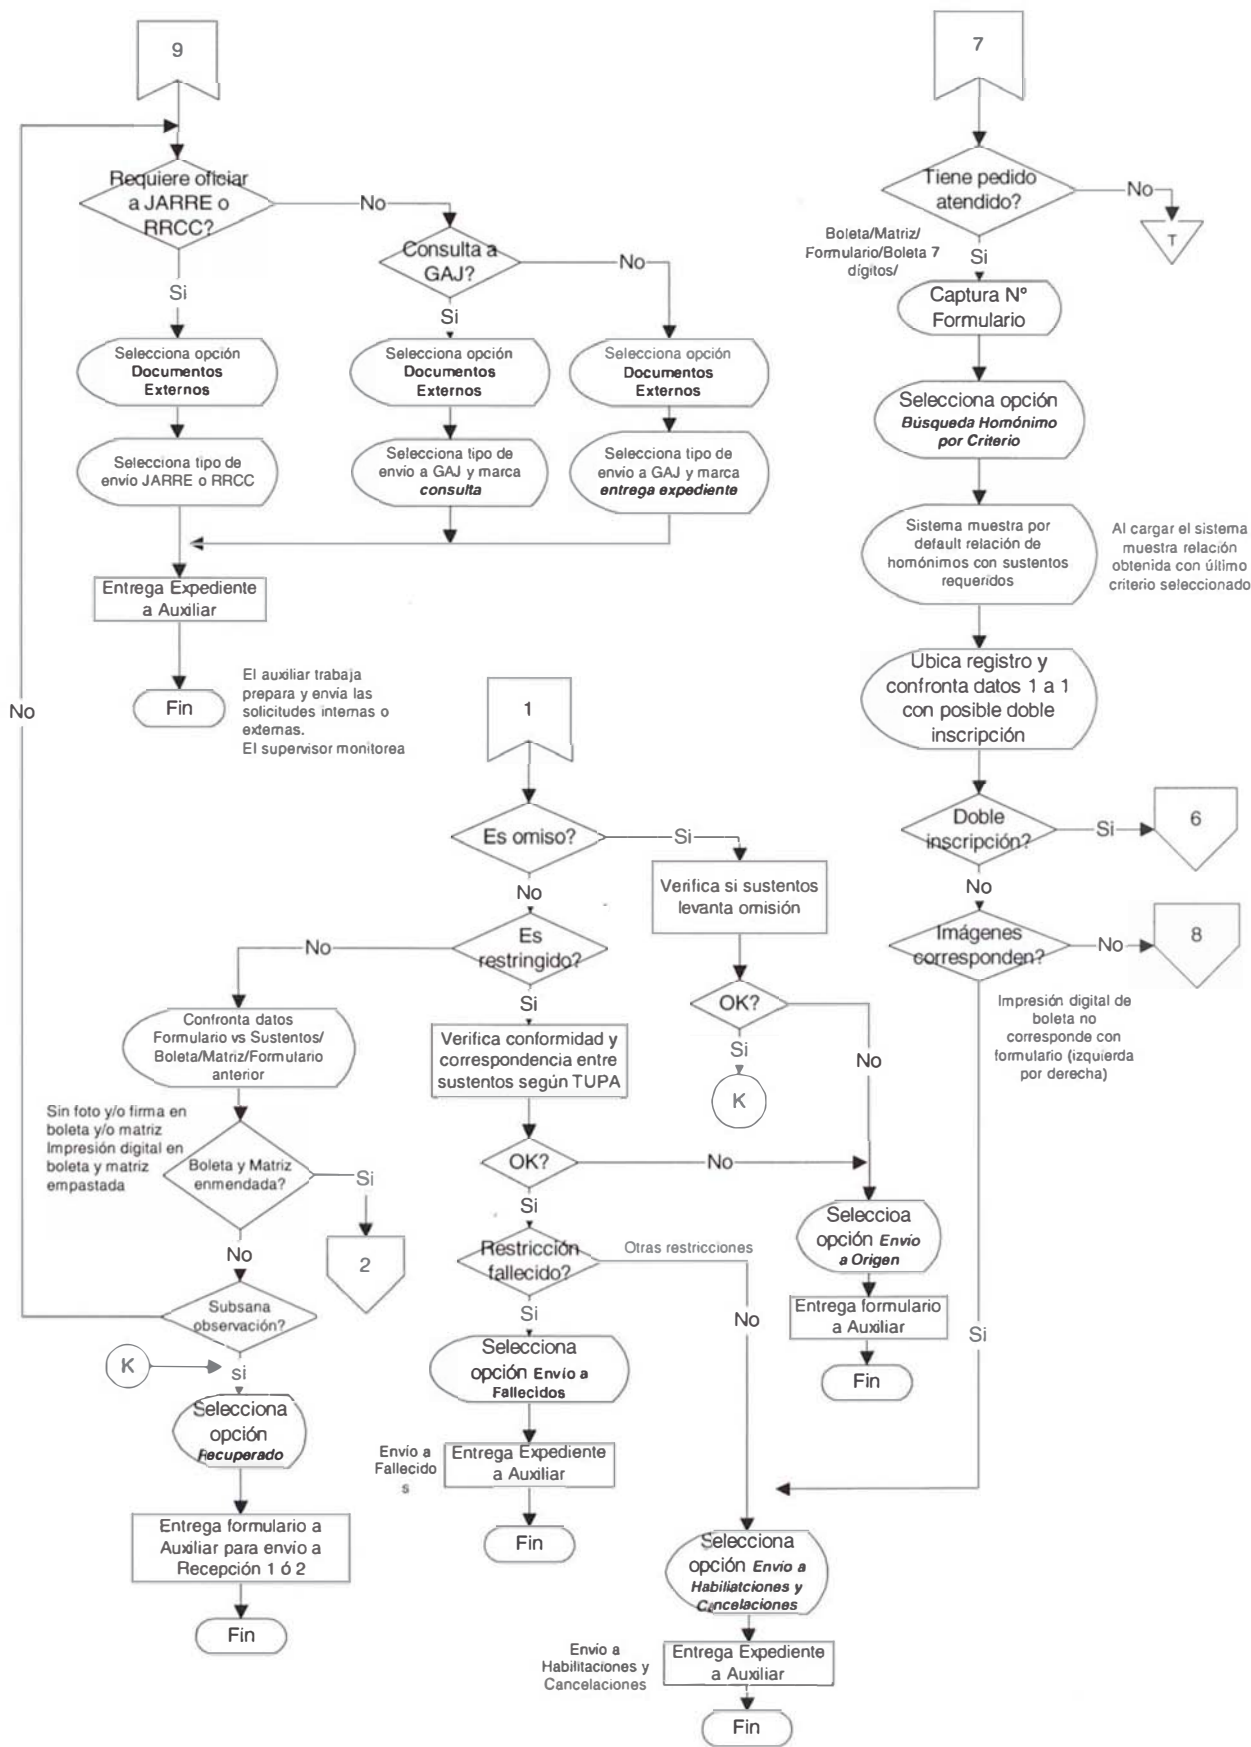 9
Requiere oficiar
a JARRE o
RRCC?
No
Consulta a
GAJ?
No
Si
Si
Selecciona opción
Documentos
Externos
Selecciona opción
Documentos
Externos
Selecciona opción
Documentos
Externos
Selecciona tipo de
envío JARRE o RRCC
Selecciona tipo de
envío a GAJ y marca
consulta
Selecciona tipo de
envío a GAJ y marca
entrega expediente
Entrega Expediente
a Auxiliar
Fin
El auxiliar trabaja
prepara y envia las
solicitudes internas o
externas.
El supervisor monitorea
No
7
Tiene pedido
atendido?
No
T
Boleta/Matriz/
Formulario/Boleta 7
dígitos/
Si
Captura N°
Formulario
Selecciona opción
Búsqueda Homónimo
por Criterio
Sistema muestra por
default relación de
homónimos con sustentos
requeridos
Al cargar el sistema
muestra relación
obtenida con último
criterio seleccionado
Ubica registro y
confronta datos 1 a 1
con posible doble
inscripción
Doble
inscripción?
Si
6
No
Imágenes
corresponden?
No
8
Impresión digital de
boleta no
corresponde con
formulario (izquierda
por derecha)
Si
1
Es omiso?
Si
Verifica si sustentos
levanta omisión
No
OK?
Si
K
No
Es
restringido?
No
Si
Confronta datos
Formulario vs Sustentos/
Boleta/Matriz/Formulario
anterior
Verifica conformidad y
correspondencia entre
sustentos según TUPA
Sin foto y/o firma en
boleta y/o matriz
Impresión digital en
boleta y matriz
empastada
Boleta y Matriz
enmendada?
Si
2
OK?
No
Si
Seleccioa
opción Envio
a Origen
Entrega formulario
a Auxiliar
Fin
No
Subsana
observación?
K
si
Selecciona
opción
Recuperado
Entrega formulario a
Auxiliar para envio a
Recepción 1 ó 2
Fin
Restricción
fallecido?
Otras restricciones
No
Si
Selecciona
opción Envío a
Fallecidos
Envío a
Fallecido
s
Entrega Expediente
a Auxiliar
Fin
Selecciona
opción Envio a
Habiliatciones y
Cancelaciones
Envio a
Habilitaciones y
Cancelaciones
Entrega Expediente
a Auxiliar
Fin